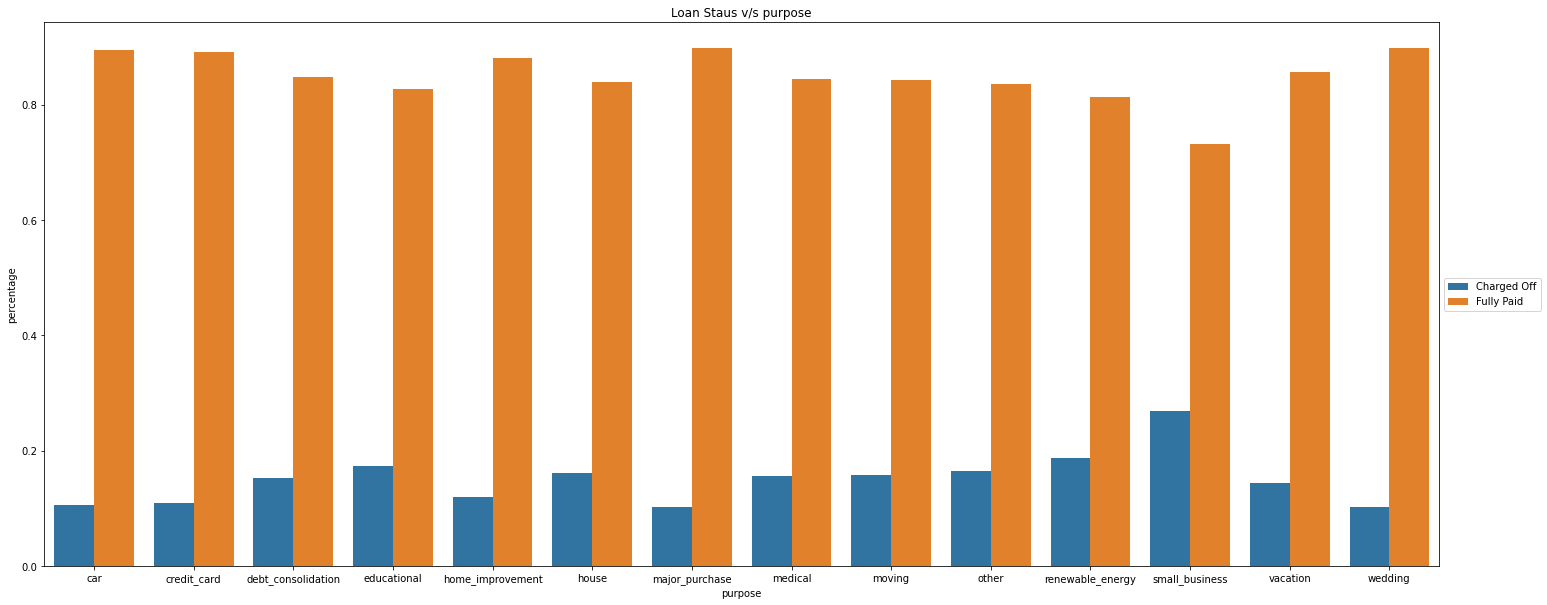 Loan Staus v/s purpose
percentage
0.8
0.6
0.4
0.2
0.0
car credit_card debt_consolidation educational home_improvement house major_purchase medical moving other renewable_energy small_business vacation wedding
purpose
Charged Off
Fully Paid